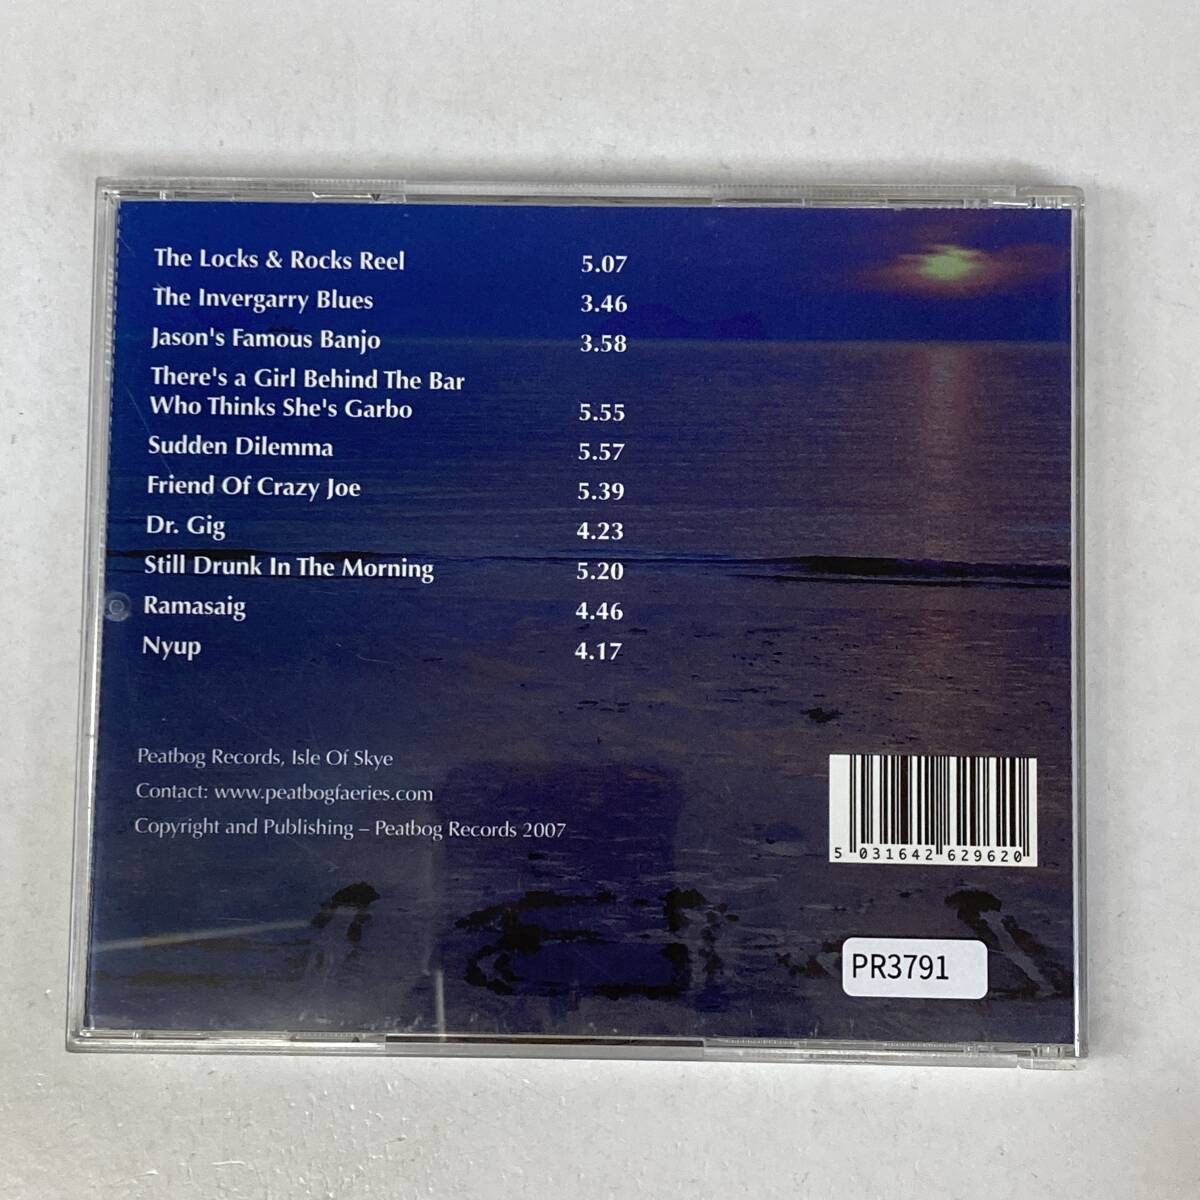 The Locks & Rocks Reel 5.07
The Invergarry Blues 3.46
Jason's Famous Banjo 3.58
There's a Girl Behind The Bar
Who Thinks She's Garbo 5.55
Sudden Dilemma 5.57
Friend Of Crazy Joe 5.39
Dr. Gig 4.23
Still Drunk In The Morning 5.20
Ramasaig 4.46
Nyup 4.17
Peatbog Records, Isle Of Skye
Contact: www.peatbogfaeries.com
Copyright and Publishing – Peatbog Records 2007
5 031642 629620
PR3791